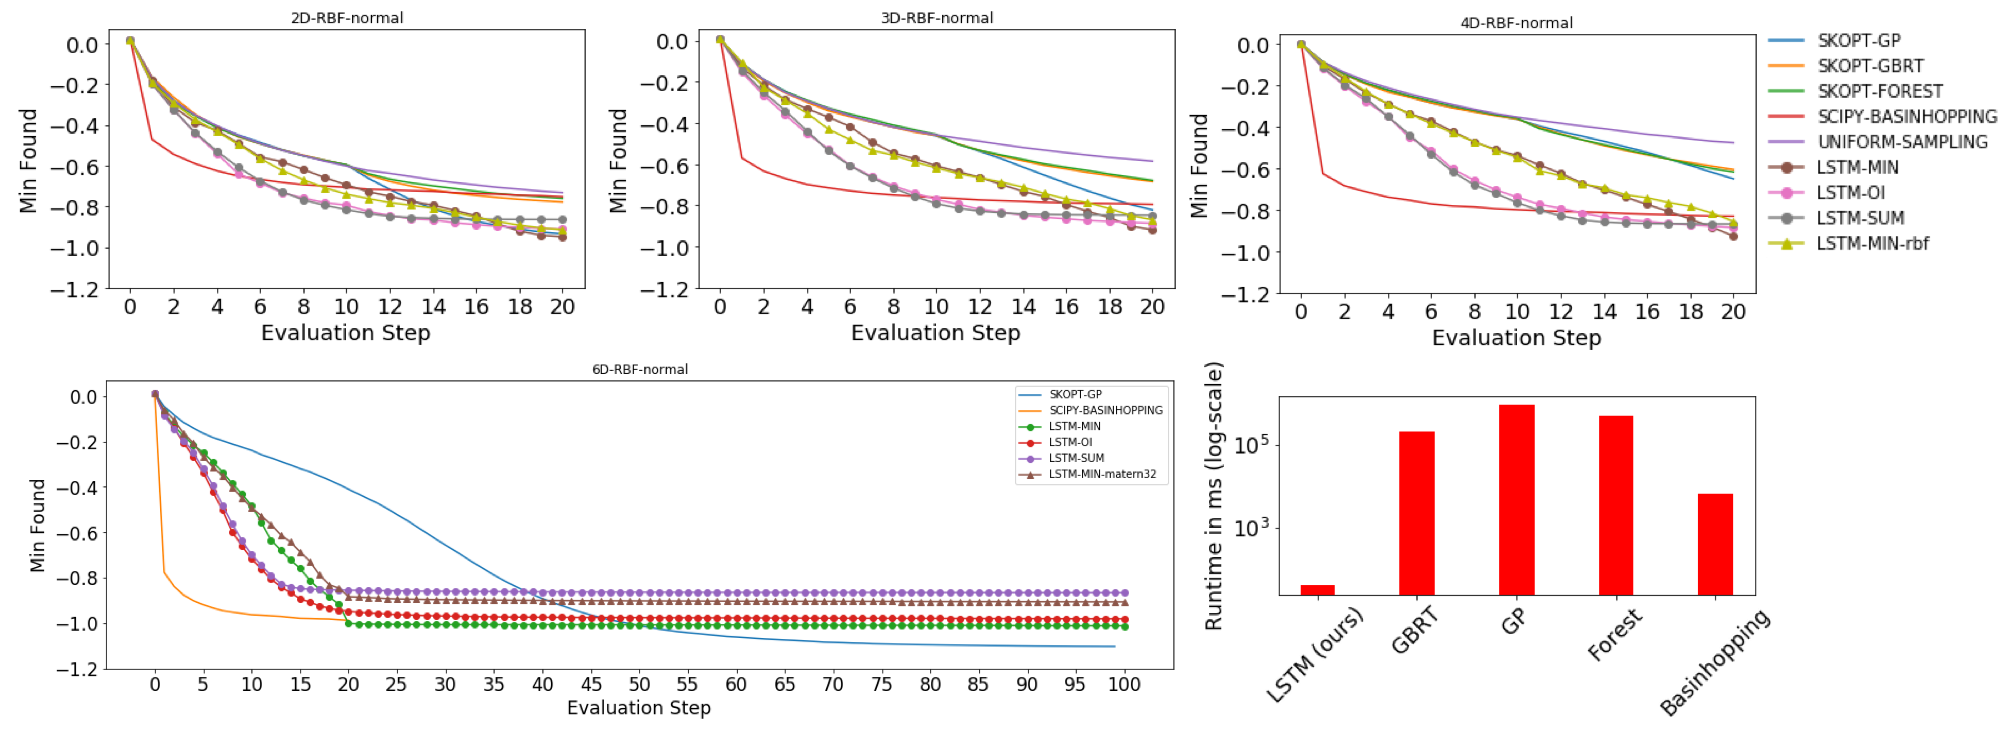 2D-RBF-normal
0.0
−0.2
−0.4
−0.6
−0.8
−1.0
−1.2
Min Found
0 2 4 6 8 10 12 14 16 18 20
Evaluation Step
3D-RBF-normal
0.0
−0.2
−0.4
−0.6
−0.8
−1.0
−1.2
Min Found
0 2 4 6 8 10 12 14 16 18 20
Evaluation Step
4D-RBF-normal
0.0
−0.2
−0.4
−0.6
−0.8
−1.0
−1.2
Min Found
0 2 4 6 8 10 12 14 16 18 20
Evaluation Step
SKOPT-GP
SKOPT-GBRT
SKOPT-FOREST
SCIPY-BASINHOPPING
UNIFORM-SAMPLING
LSTM-MIN
LSTM-OI
LSTM-SUM
LSTM-MIN-rbf
6D-RBF-normal
0.0
−0.2
−0.4
−0.6
−0.8
−1.0
−1.2
Min Found
0 5 10 15 20 25 30 35 40 45 50 55 60 65 70 75 80 85 90 95 100
Evaluation Step
SKOPT-GP
SCIPY-BASINHOPPING
LSTM-MIN
LSTM-OI
LSTM-SUM
LSTM-MIN-matern32
Runtime in ms (log-scale)
10⁵
10³
LSTM (ours)
GBRT
GP
Forest
Basinhopping